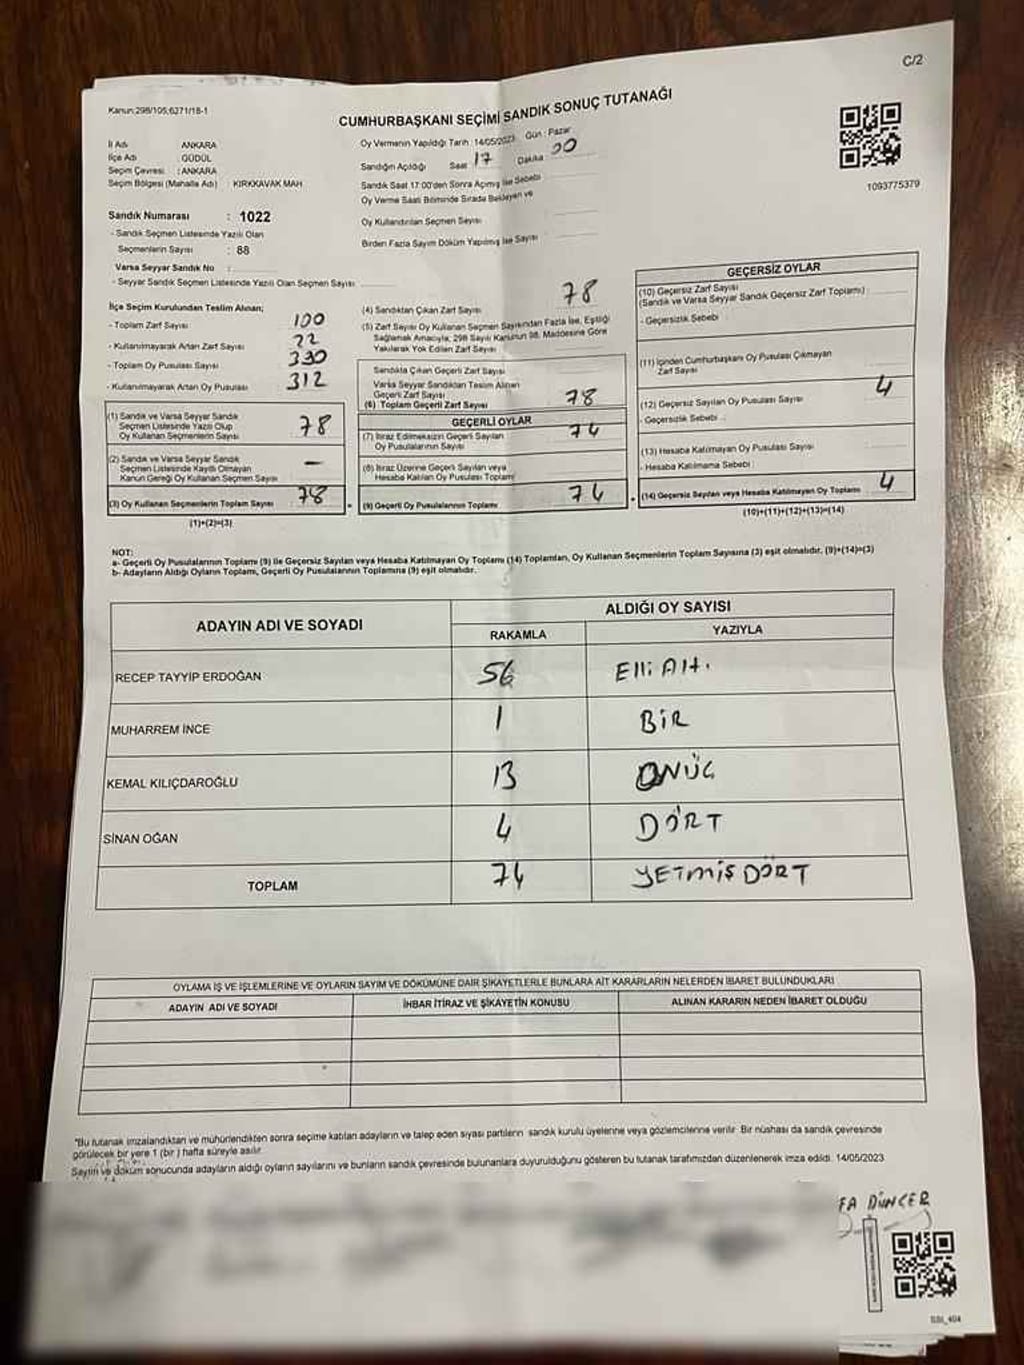 C/2
Kanun:298/105;6271/18-1
CUMHURBAŞKANI SEÇİMİ SANDIK SONUÇ TUTANAĞI
İl Adı ANKARA
İlçe Adı GÜDÜL
Seçim Çevresi : ANKARA
Seçim Bölgesi (Mahalle Adı) : KIRKKAVAK MAH
Sandık Numarası : 1022
- Sandık Seçmen Listesinde Yazılı Olan
Seçmenlerin Sayısı : 88
Varsa Seyyar Sandık No :
- Seyyar Sandık Seçmen Listesinde Yazılı Olan Seçmen Sayısı
Oy Vermenin Yapıldığı Tarih : 14/05/2023 Gün : Pazar
Sandığın Açıldığı Saat 17 Dakika 00
Sandık Saat 17:00'den Sonra Açımış İse Sebebi
Oy Verme Saati Bitiminde Sırada Bekleyen ve
Oy Kullandırılan Seçmen Sayısı
Birden Fazla Sayım Döküm Yapılmış İse Sayısı
1093775379
İlçe Seçim Kurulundan Teslim Alınan;
- Toplam Zarf Sayısı 100
- Kullanılmayarak Artan Zarf Sayısı 22
- Toplam Oy Pusulası Sayısı 330
- Kullanılmayarak Artan Oy Pusulası 312
(1) Sandık ve Varsa Seyyar Sandık
Seçmen Listesinde Yazılı Olup
Oy Kullanan Seçmenlerin Sayısı 78
(2) Sandık ve Varsa Seyyar Sandık
Seçmen Listesinde Kayıtlı Olmayan
Kanun Gereği Oy Kullanan Seçmen Sayısı –
(3) Oy Kullanan Seçmenlerin Toplam Sayısı 78
(1)+(2)=(3)
(4) Sandıktan Çıkan Zarf Sayısı 78
(5) Zarf Sayısı Oy Kullanan Seçmen Sayısından Fazla İse, Eşitliği
Sağlamak Amacıyla; 298 Sayılı Kanunun 98. Maddesine Göre
Yakılarak Yok Edilen Zarf Sayısı
Sandıkta Çıkan Geçerli Zarf Sayısı
Varsa Seyyar Sandıktan Teslim Alınan
Geçerli Zarf Sayısı
(6) Toplam Geçerli Zarf Sayısı 78
GEÇERLİ OYLAR
(7) İtiraz Edilmeksizin Geçerli Sayılan
Oy Pusulalarının Sayısı 74
(8) İtiraz Üzerine Geçerli Sayılan veya
Hesaba Katılan Oy Pusulası Toplamı
(9) Geçerli Oy Pusulalarının Toplamı 74
GEÇERSİZ OYLAR
(10) Geçersiz Zarf Sayısı
(Sandık ve Varsa Seyyar Sandık Geçersiz Zarf Toplamı)
- Geçersizlik Sebebi
(11) İçinden Cumhurbaşkanı Oy Pusulası Çıkmayan
Zarf Sayısı
(12) Geçersiz Sayılan Oy Pusulası Sayısı 4
- Geçersizlik Sebebi
(13) Hesaba Katılmayan Oy Pusulası Sayısı
- Hesaba Katılmama Sebebi
(14) Geçersiz Sayılan veya Hesaba Katılmayan Oy Toplamı 4
(10)+(11)+(12)+(13)=(14)
NOT:
a- Geçerli Oy Pusulalarının Toplamı (9) ile Geçersiz Sayılan veya Hesaba Katılmayan Oy Toplamı (14) Toplamları, Oy Kullanan Seçmenlerin Toplam Sayısına (3) eşit olmalıdır. (9)+(14)=(3)
b- Adayların Aldığı Oyların Toplamı, Geçerli Oy Pusulalarının Toplamına (9) eşit olmalıdır.
ADAYIN ADI VE SOYADI
ALDIĞI OY SAYISI
RAKAMLA YAZIYLA
RECEP TAYYİP ERDOĞAN 56 Elli Altı
MUHARREM İNCE 1 BİR
KEMAL KILIÇDAROĞLU 13 ONÜÇ
SİNAN OĞAN 4 DÖRT
TOPLAM 74 YETMİŞ DÖRT
OYLAMA İŞ VE İŞLEMLERİNE VE OYLARIN SAYIM VE DÖKÜMÜNE DAİR ŞİKAYETLERLE BUNLARA AİT KARARLARIN NELERDEN İBARET BULUNDUKLARI
ADAYIN ADI VE SOYADI İHBAR İTİRAZ VE ŞİKAYETİN KONUSU ALINAN KARARIN NEDEN İBARET OLDUĞU
"Bu tutanak imzalandıktan ve mühürlendikten sonra seçime katılan adayların ve talep eden siyasi partilerin sandık kurulu üyelerine veya gözlemcilerine verilir. Bir nüshası da sandık çevresinde
görülecek bir yere 1 (bir) hafta süreyle asılır.
Sayım ve döküm sonucunda adayların aldığı oyların sayılarını ve bunların sandık çevresinde bulunanlara duyurulduğunu gösteren bu tutanak tarafımızdan düzenlenerek imza edildi. 14/05/2023
FA DİNÇER